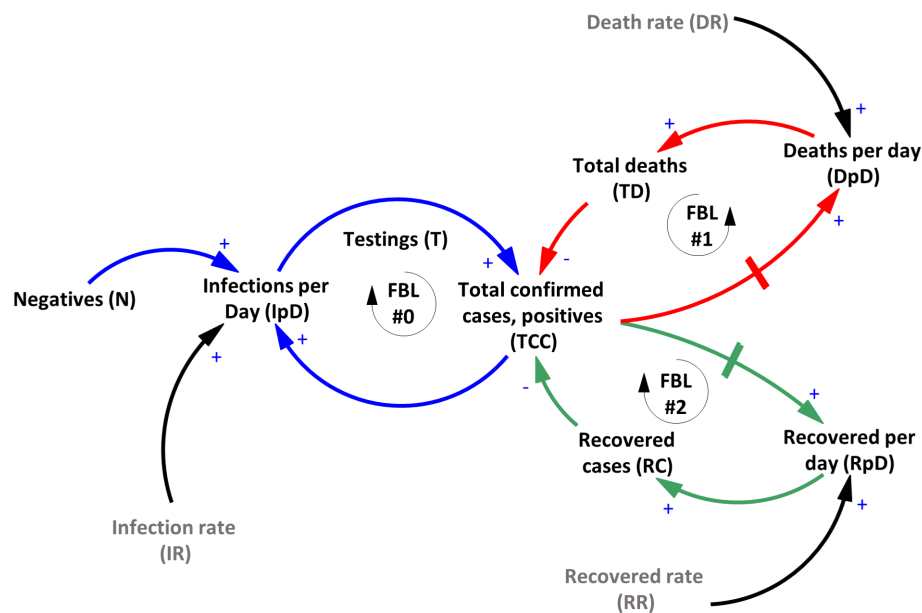 Death rate (DR)
+
+
Deaths per day
(DpD)
+
Total deaths
(TD)
FBL
#1
-
Testings (T)
+
+
Negatives (N)
Infections per
Day (IpD)
+
+
FBL
#0
Total confirmed
cases, positives
(TCC)
-
FBL
#2
+
Recovered
cases (RC)
+
Recovered per
day (RpD)
+
Infection rate
(IR)
Recovered rate
(RR)